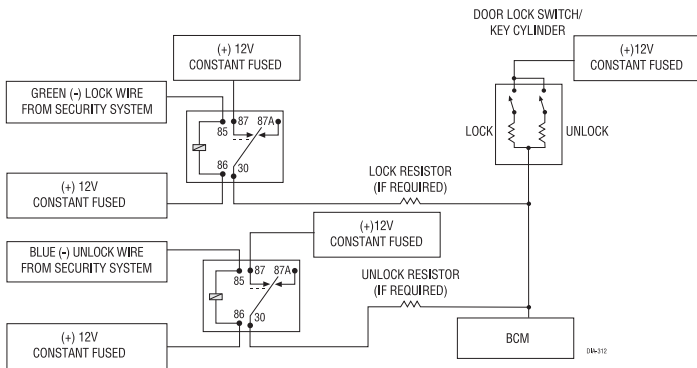 DOOR LOCK SWITCH/
KEY CYLINDER
(+) 12V
CONSTANT FUSED
(+)12V
CONSTANT FUSED
GREEN (-) LOCK WIRE
FROM SECURITY SYSTEM
87
87A
85
86
30
LOCK
UNLOCK
(+) 12V
CONSTANT FUSED
LOCK RESISTOR
(IF REQUIRED)
(+)12V
CONSTANT FUSED
BLUE (-) UNLOCK WIRE
FROM SECURITY SYSTEM
87
87A
85
86
30
UNLOCK RESISTOR
(IF REQUIRED)
(+) 12V
CONSTANT FUSED
BCM
DIA-312